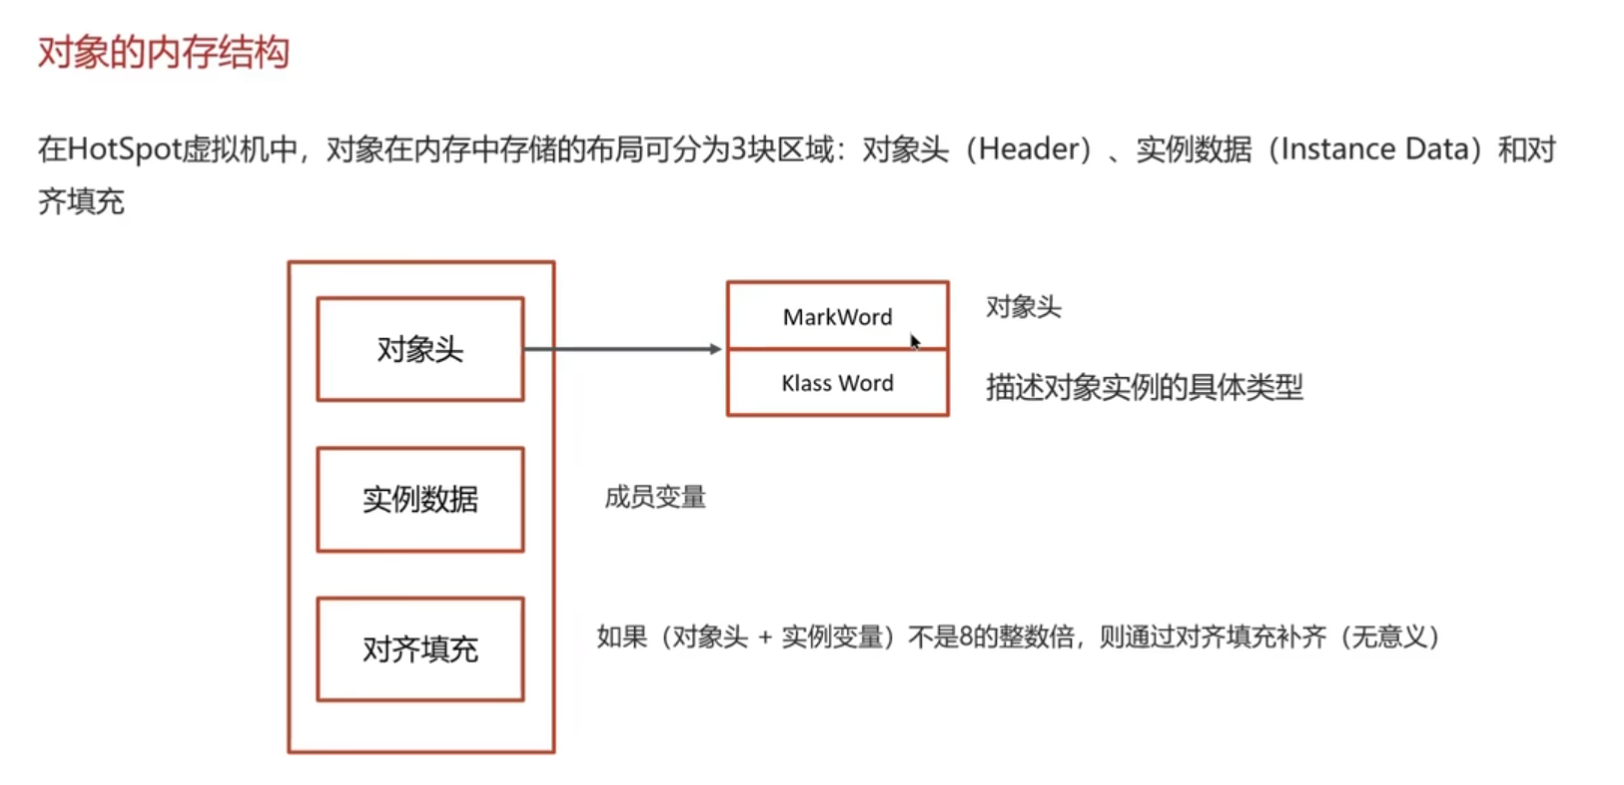 对象的内存结构
在HotSpot虚拟机中，对象在内存中存储的布局可分为3块区域：对象头（Header）、实例数据（Instance Data）和对
齐填充
对象头
MarkWord
对象头
Klass Word
描述对象实例的具体类型
实例数据
成员变量
对齐填充
如果（对象头 + 实例变量）不是8的整数倍，则通过对齐填充补齐（无意义）